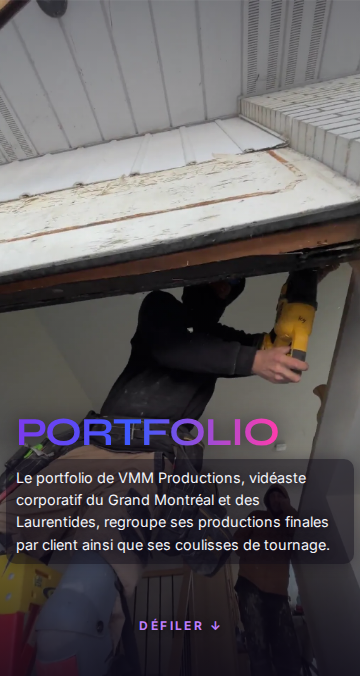 PORTFOLIO
Le portfolio de VMM Productions, vidéaste
corporatif du Grand Montréal et des
Laurentides, regroupe ses productions finales
par client ainsi que ses coulisses de tournage.
DÉFILER ↓